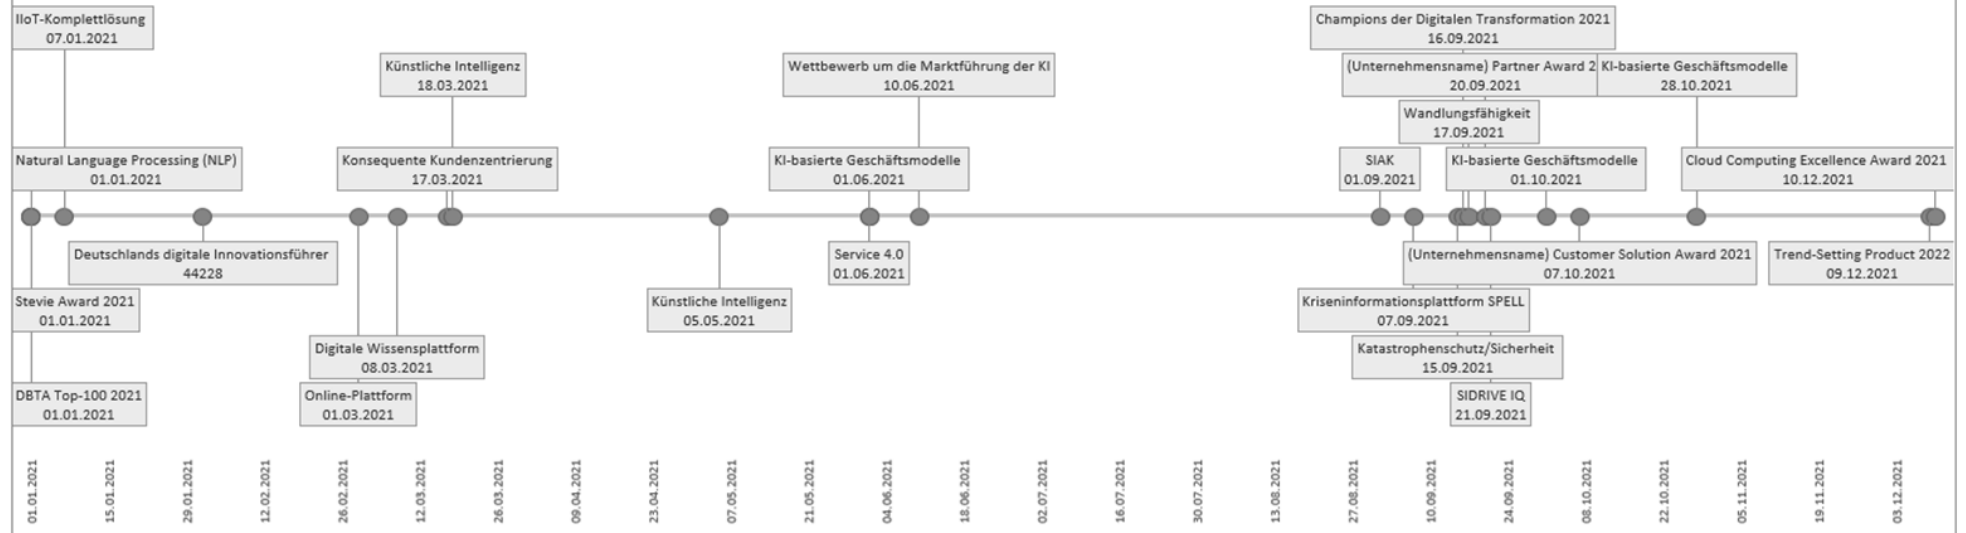 IIoT-Komplettlösung
07.01.2021
Champions der Digitalen Transformation 2021
16.09.2021
Künstliche Intelligenz
18.03.2021
Wettbewerb um die Marktführung der KI
10.06.2021
(Unternehmensname) Partner Award 2
20.09.2021
KI-basierte Geschäftsmodelle
28.10.2021
Wandlungsfähigkeit
17.09.2021
Natural Language Processing (NLP)
01.01.2021
Konsequente Kundenzentrierung
17.03.2021
KI-basierte Geschäftsmodelle
01.06.2021
SIAK
01.09.2021
KI-basierte Geschäftsmodelle
01.10.2021
Cloud Computing Excellence Award 2021
10.12.2021
Deutschlands digitale Innovationsführer
44228
Service 4.0
01.06.2021
(Unternehmensname) Customer Solution Award 2021
07.10.2021
Trend-Setting Product 2022
09.12.2021
Stevie Award 2021
01.01.2021
Künstliche Intelligenz
05.05.2021
Kriseninformationsplattform SPELL
07.09.2021
Digitale Wissensplattform
08.03.2021
Katastrophenschutz/Sicherheit
15.09.2021
DBTA Top-100 2021
01.01.2021
Online-Plattform
01.03.2021
SIDRIVE IQ
21.09.2021
01.01.2021
15.01.2021
29.01.2021
12.02.2021
26.02.2021
12.03.2021
26.03.2021
09.04.2021
23.04.2021
07.05.2021
21.05.2021
04.06.2021
18.06.2021
02.07.2021
16.07.2021
30.07.2021
13.08.2021
27.08.2021
10.09.2021
24.09.2021
08.10.2021
22.10.2021
05.11.2021
19.11.2021
03.12.2021